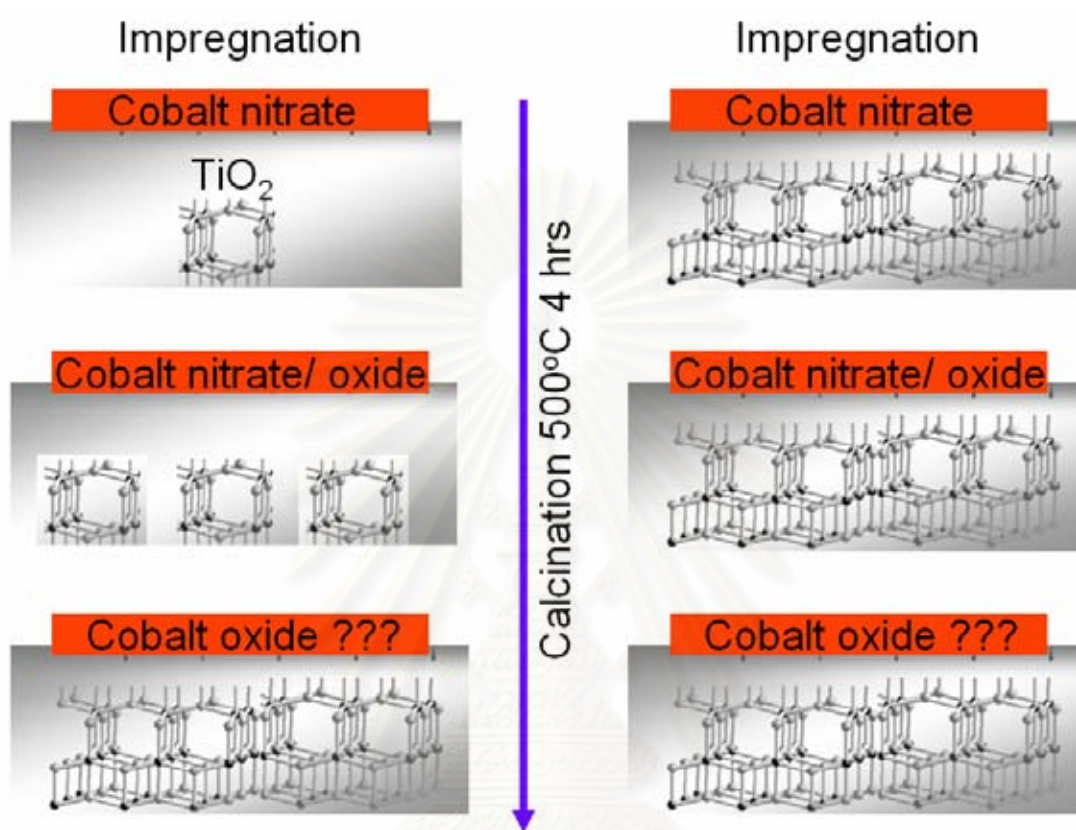 Impregnation
Cobalt nitrate
TiO₂
Cobalt nitrate/ oxide
Cobalt oxide ???
Calcination 500ºC 4 hrs
Impregnation
Cobalt nitrate
Cobalt nitrate/ oxide
Cobalt oxide ???